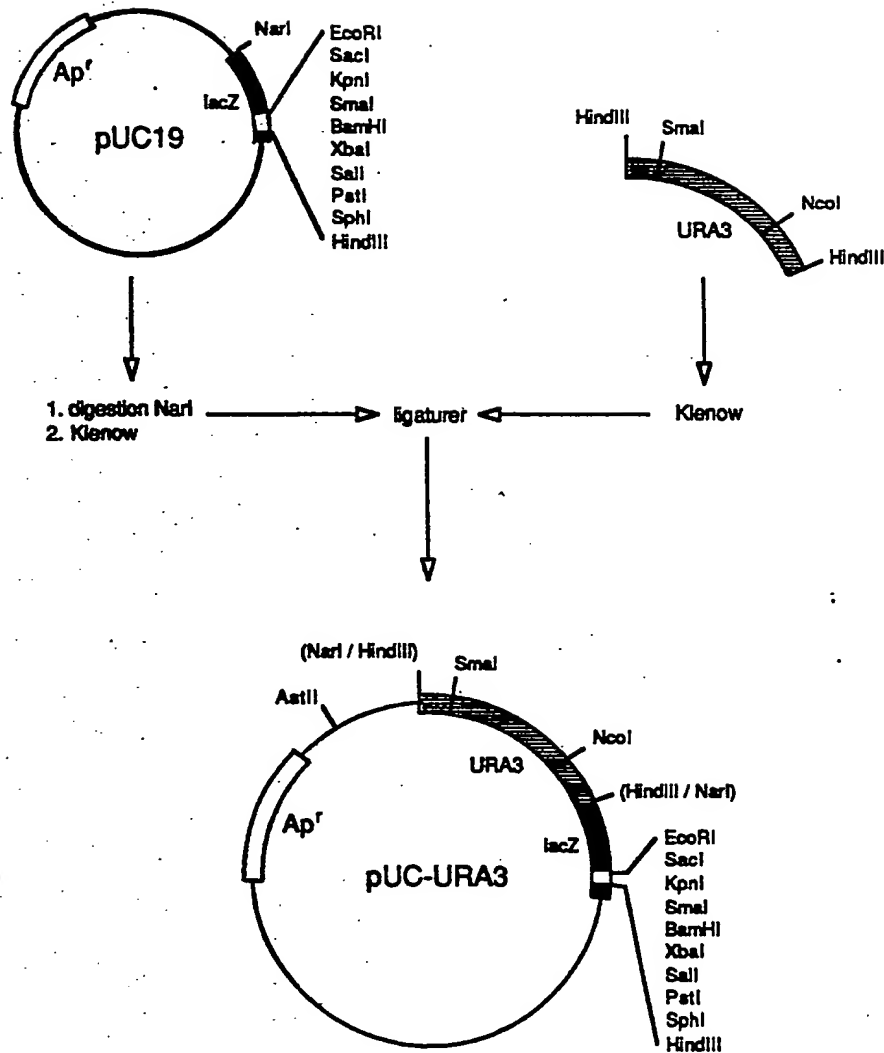 NarI
EcoRI
SacI
KpnI
SmaI
BamHI
XbaI
SalI
PstI
SphI
HindIII
Apr
lacZ
pUC19
HindIII
SmaI
NcoI
URA3
HindIII
1. digestion NarI
2. Klenow
ligaturer
Klenow
(NarI / HindIII)
SmaI
AatII
NcoI
URA3
(HindIII / NarI)
Apr
lacZ
pUC-URA3
EcoRI
SacI
KpnI
SmaI
BamHI
XbaI
SalI
PstI
SphI
HindIII